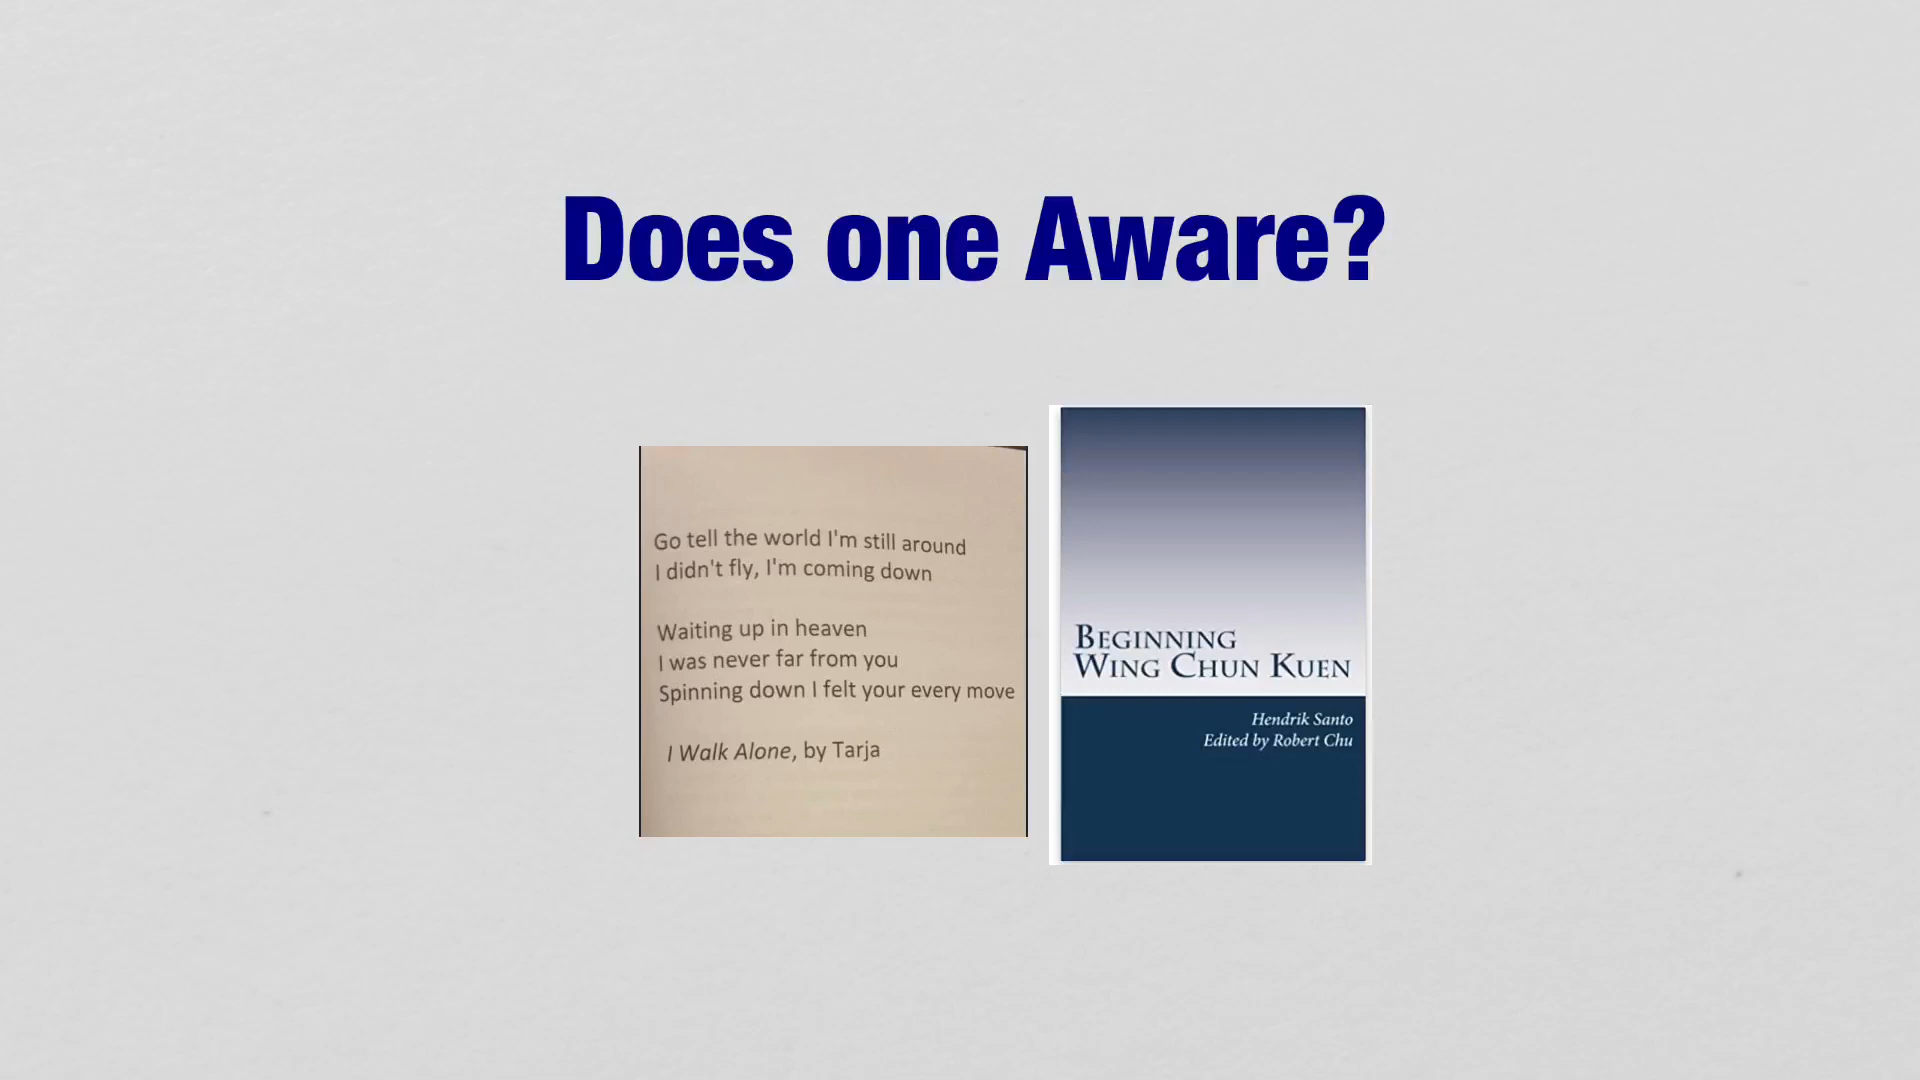 Does one Aware?
Go tell the world I'm still around
I didn't fly, I'm coming down
Waiting up in heaven
I was never far from you
Spinning down I felt your every move
I Walk Alone, by Tarja
BEGINNING
WING CHUN KUEN
Hendrik Santo
Edited by Robert Chu